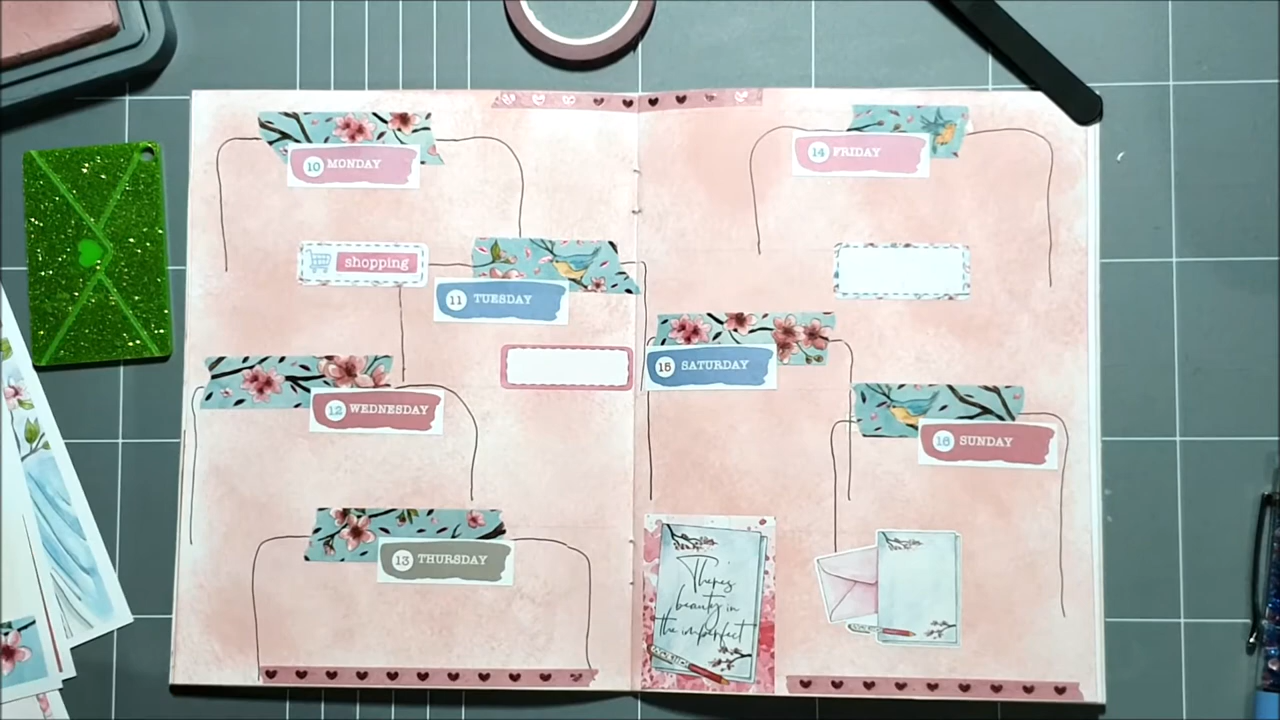 10 MONDAY
shopping
11 TUESDAY
12 WEDNESDAY
13 THURSDAY
14 FRIDAY
15 SATURDAY
16 SUNDAY
There's
beauty in
the imperfect